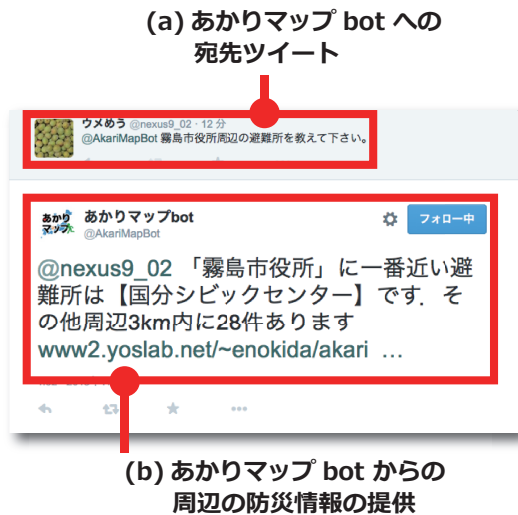 (a) あかりマップ bot への
宛先ツイート
ウメめう @nexus9_02 · 12 分
@AkariMapBot 霧島市役所周辺の避難所を教えて下さい。
あかり
マップ
あかりマップbot
@AkariMapBot
フォロー中
@nexus9_02 「霧島市役所」に一番近い避
難所は【国分シビックセンター】です．そ
の他周辺3km内に28件あります
www2.yoslab.net/~enokida/akari …
(b) あかりマップ bot からの
周辺の防災情報の提供